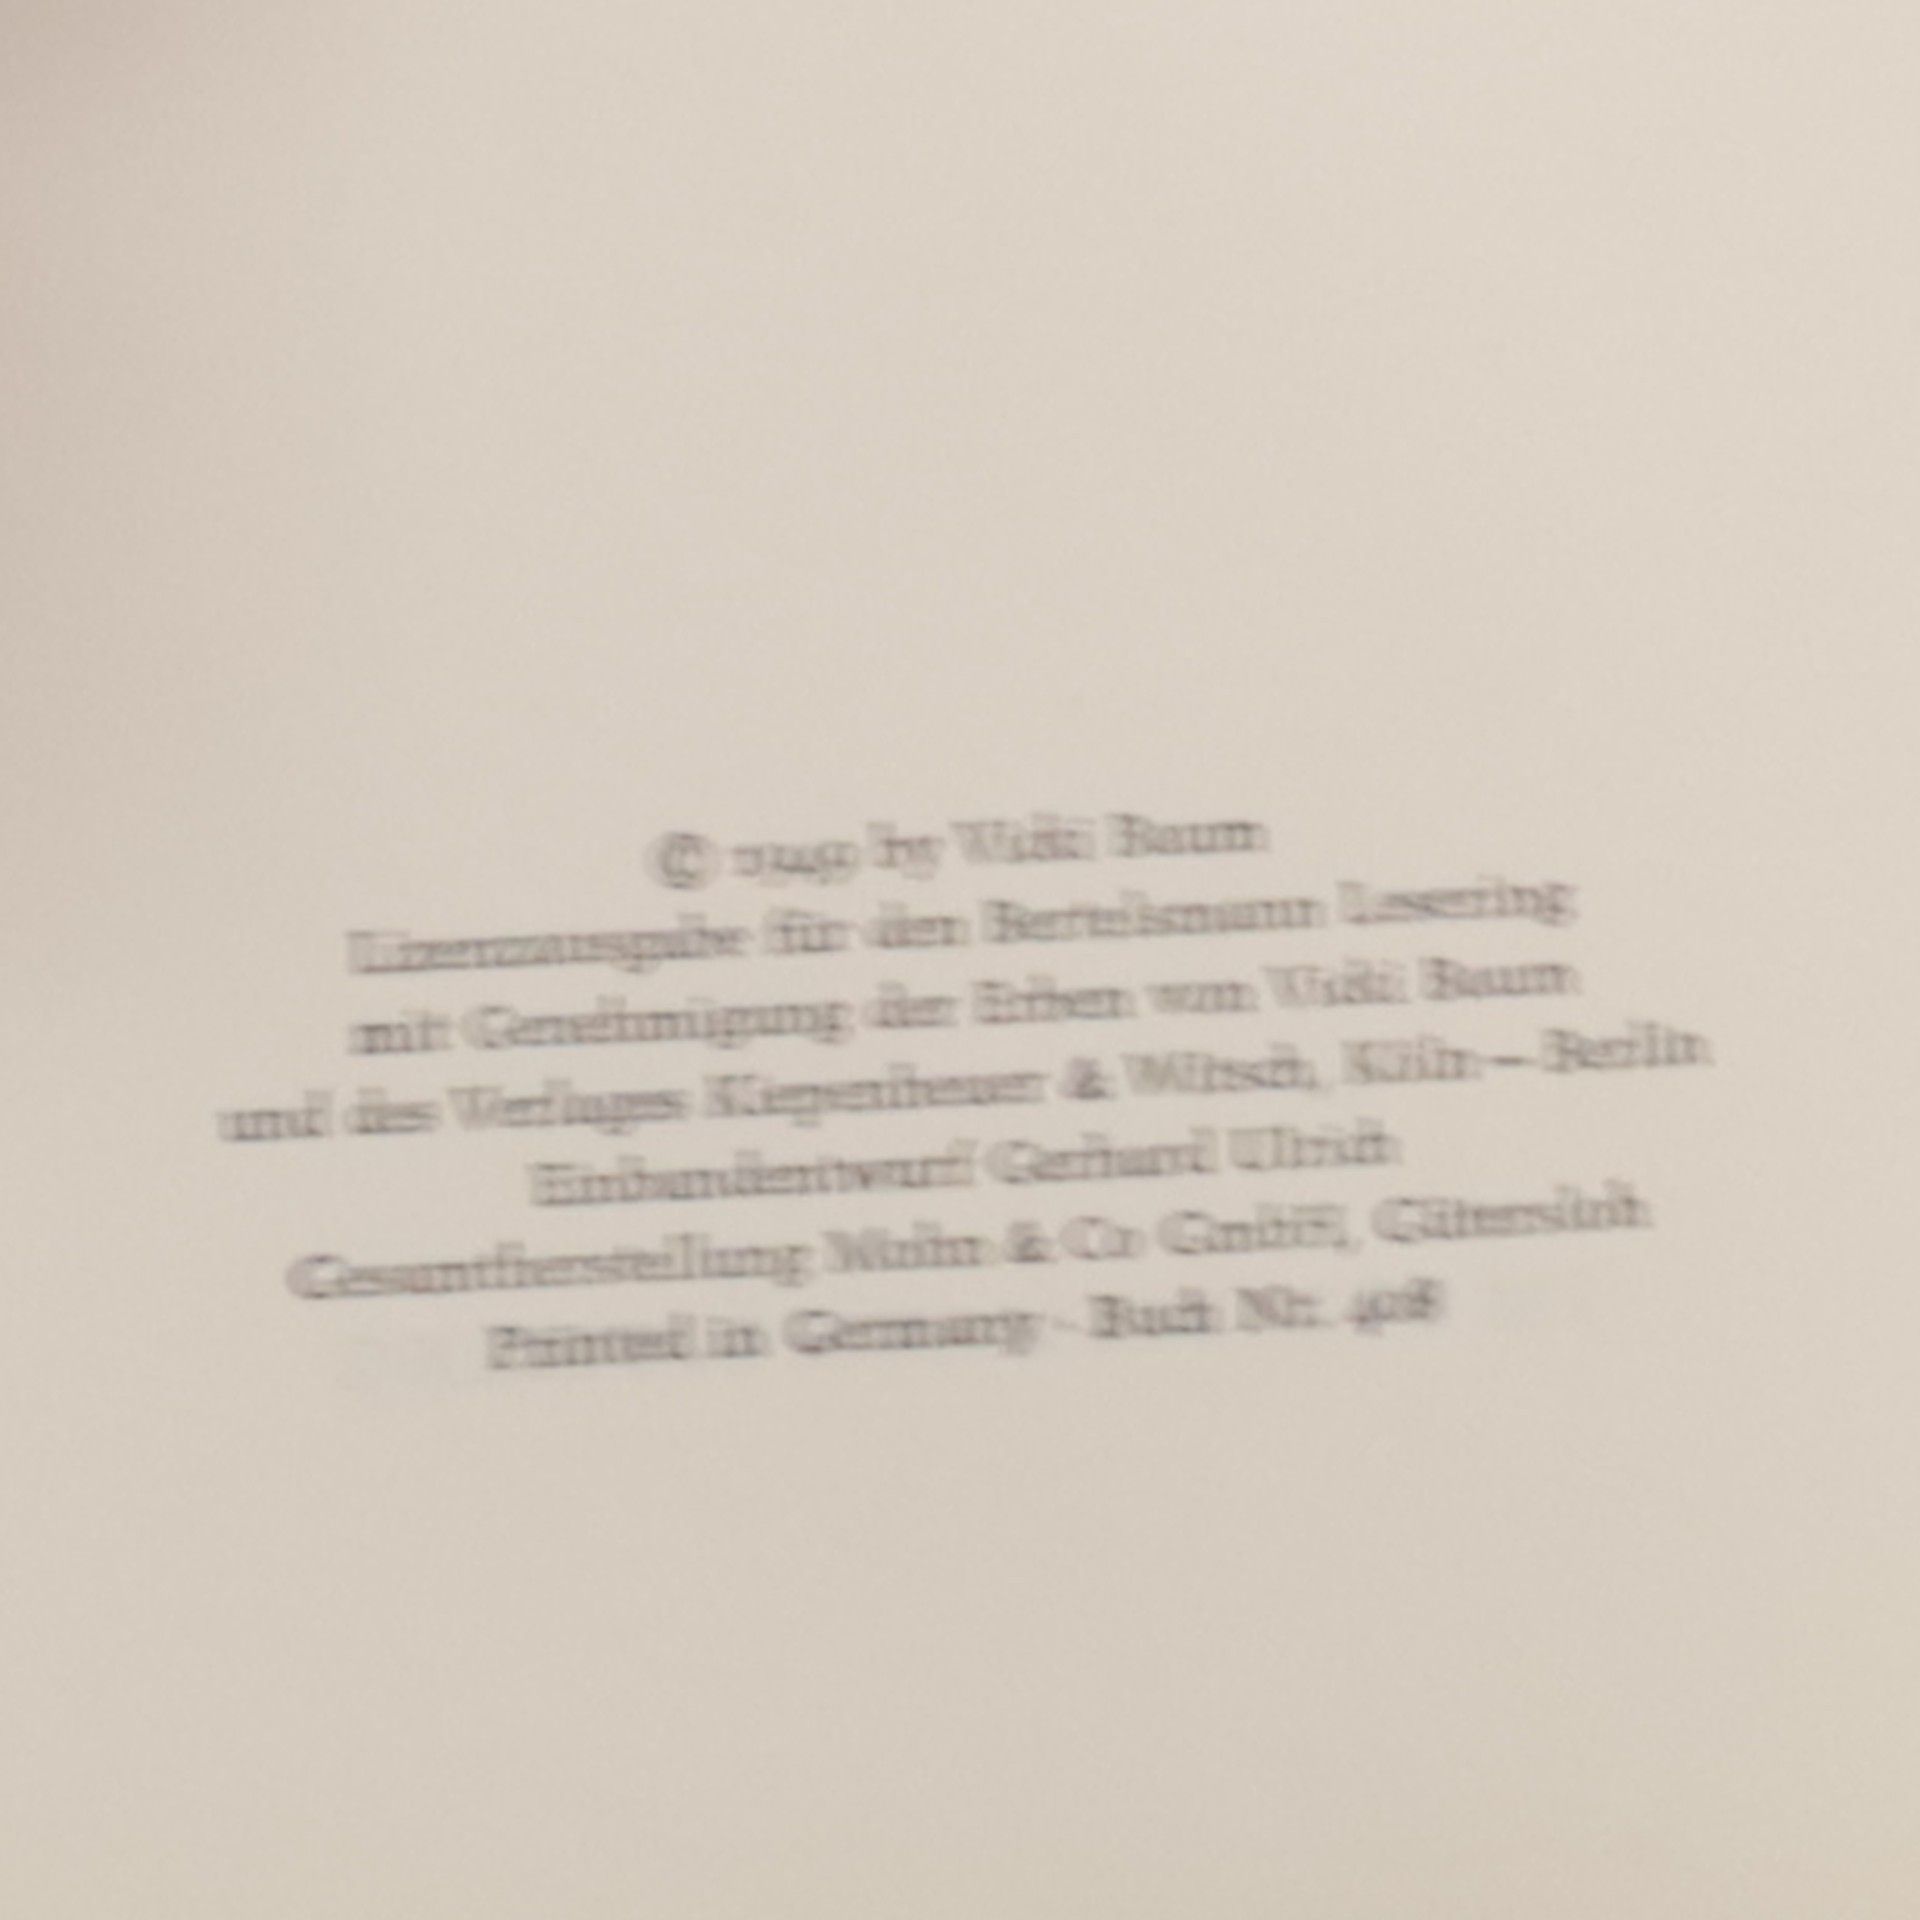 © by Vicki Baum
Lizenzausgabe für den Bertelsmann Lesering
mit Genehmigung der Erben von Vicki Baum
und des Verlages Kiepenheuer & Witsch, Köln – Berlin
Einbandentwurf Gerhard Ulrich
Gesamtherstellung Mohn & Co GmbH, Gütersloh
Printed in Germany · Buch Nr. 408